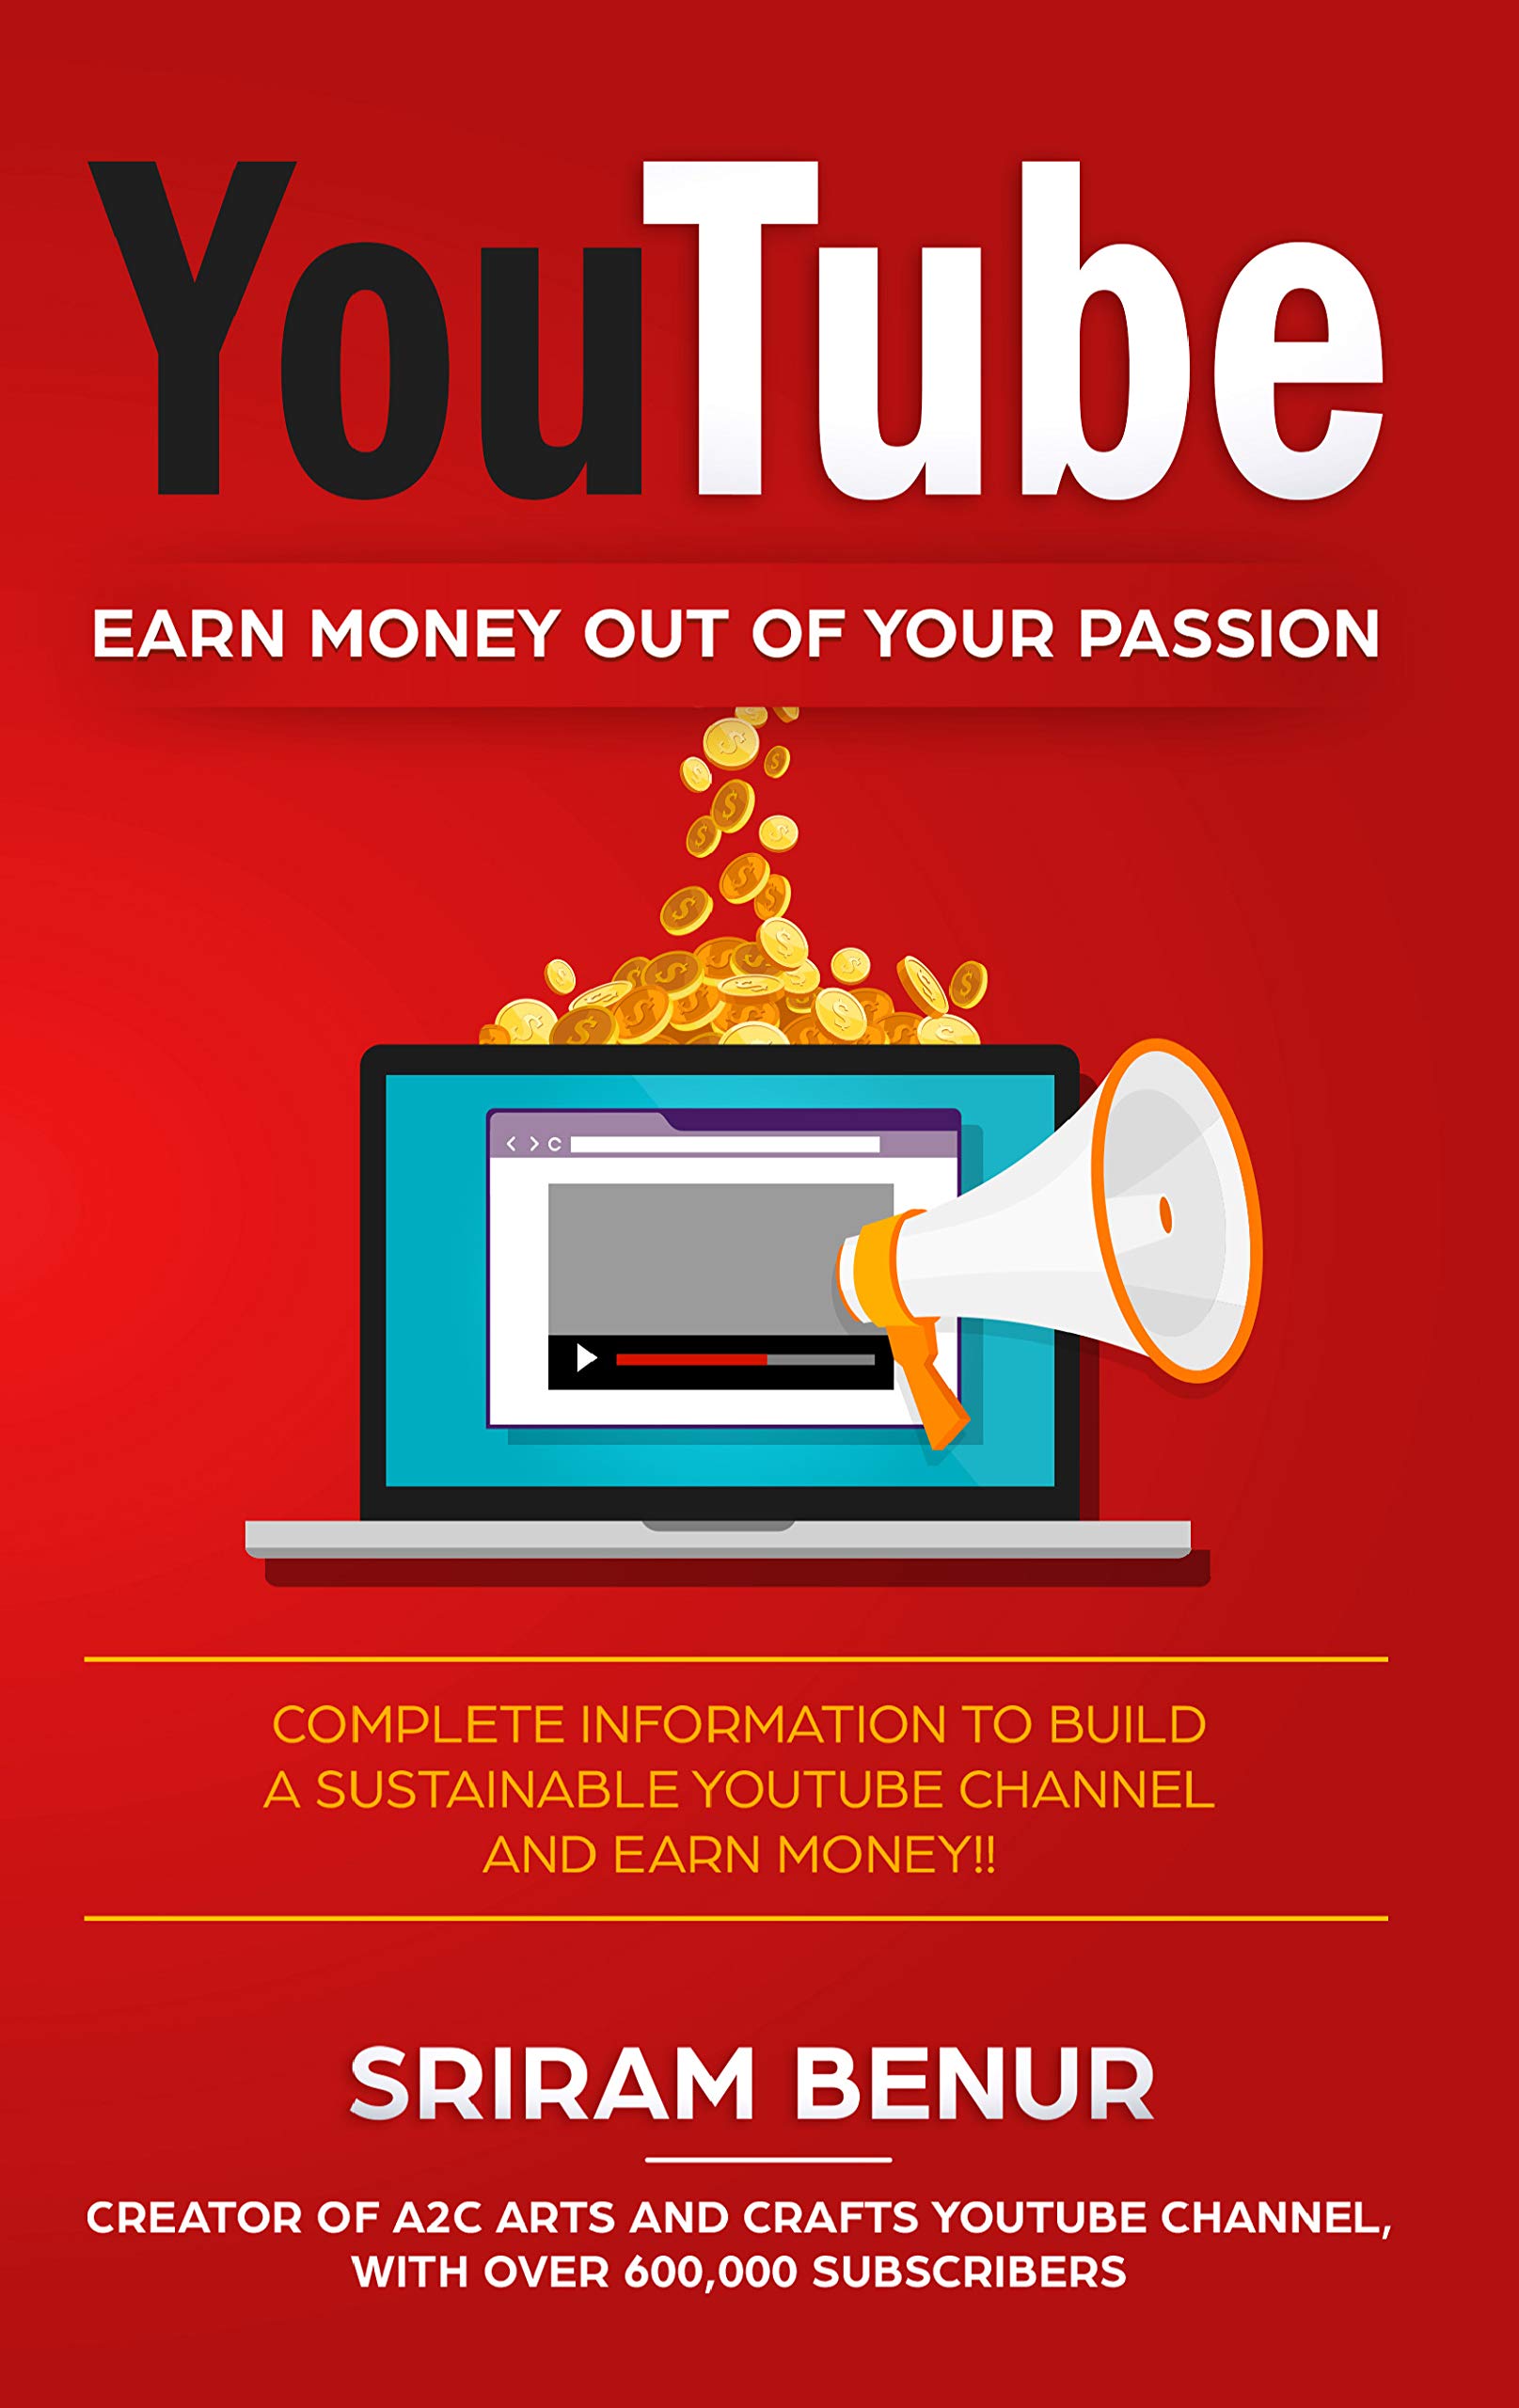 YouTube
EARN MONEY OUT OF YOUR PASSION
COMPLETE INFORMATION TO BUILD
A SUSTAINABLE YOUTUBE CHANNEL
AND EARN MONEY!!
SRIRAM BENUR
CREATOR OF A2C ARTS AND CRAFTS YOUTUBE CHANNEL,
WITH OVER 600,000 SUBSCRIBERS